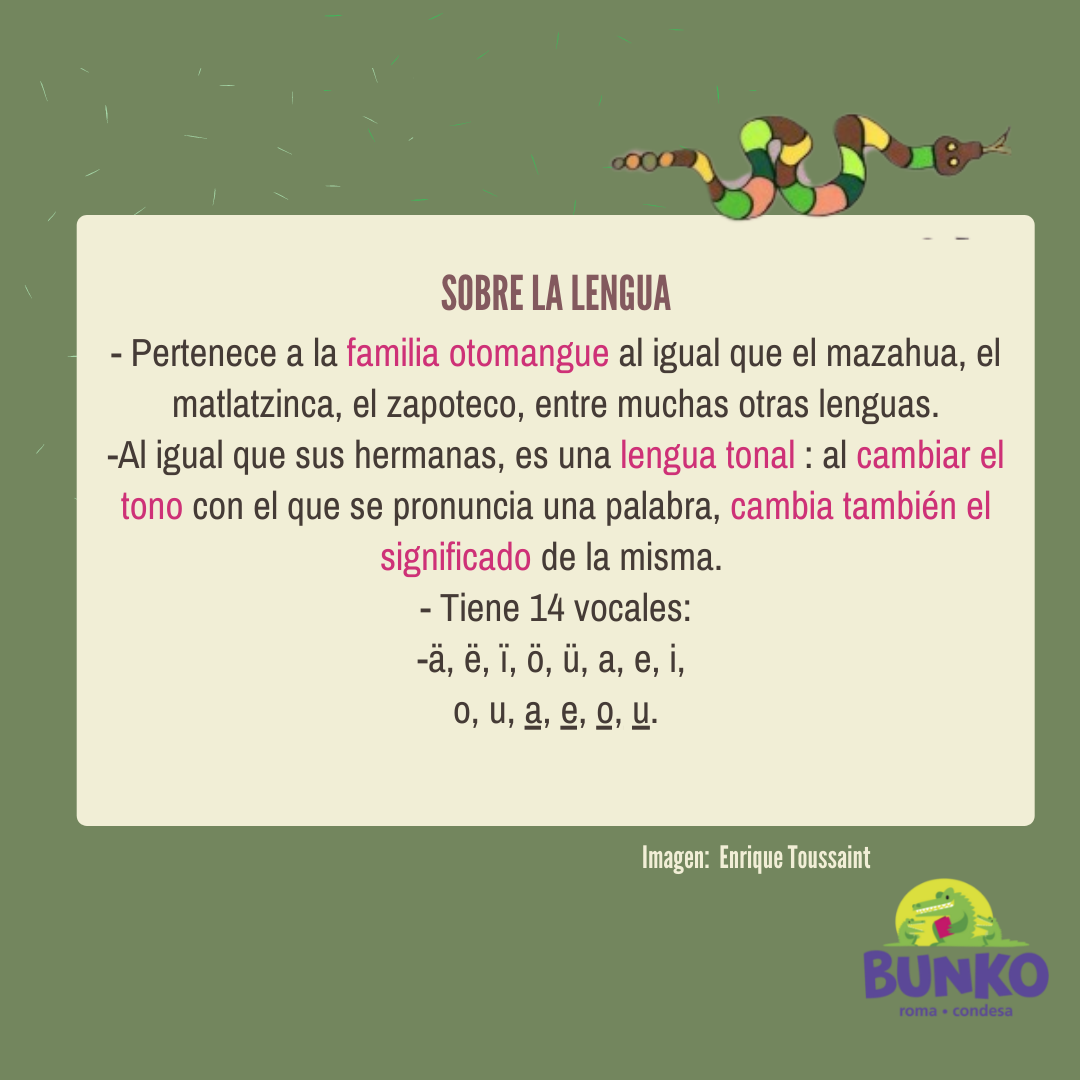 SOBRE LA LENGUA
- Pertenece a la familia otomangue al igual que el mazahua, el
matlatzinca, el zapoteco, entre muchas otras lenguas.
-Al igual que sus hermanas, es una lengua tonal : al cambiar el
tono con el que se pronuncia una palabra, cambia también el
significado de la misma.
- Tiene 14 vocales:
-ä, ë, ï, ö, ü, a, e, i,
o, u, a̲, e̲, o̲, u̲.
Imagen: Enrique Toussaint
BUNKO
roma • condesa